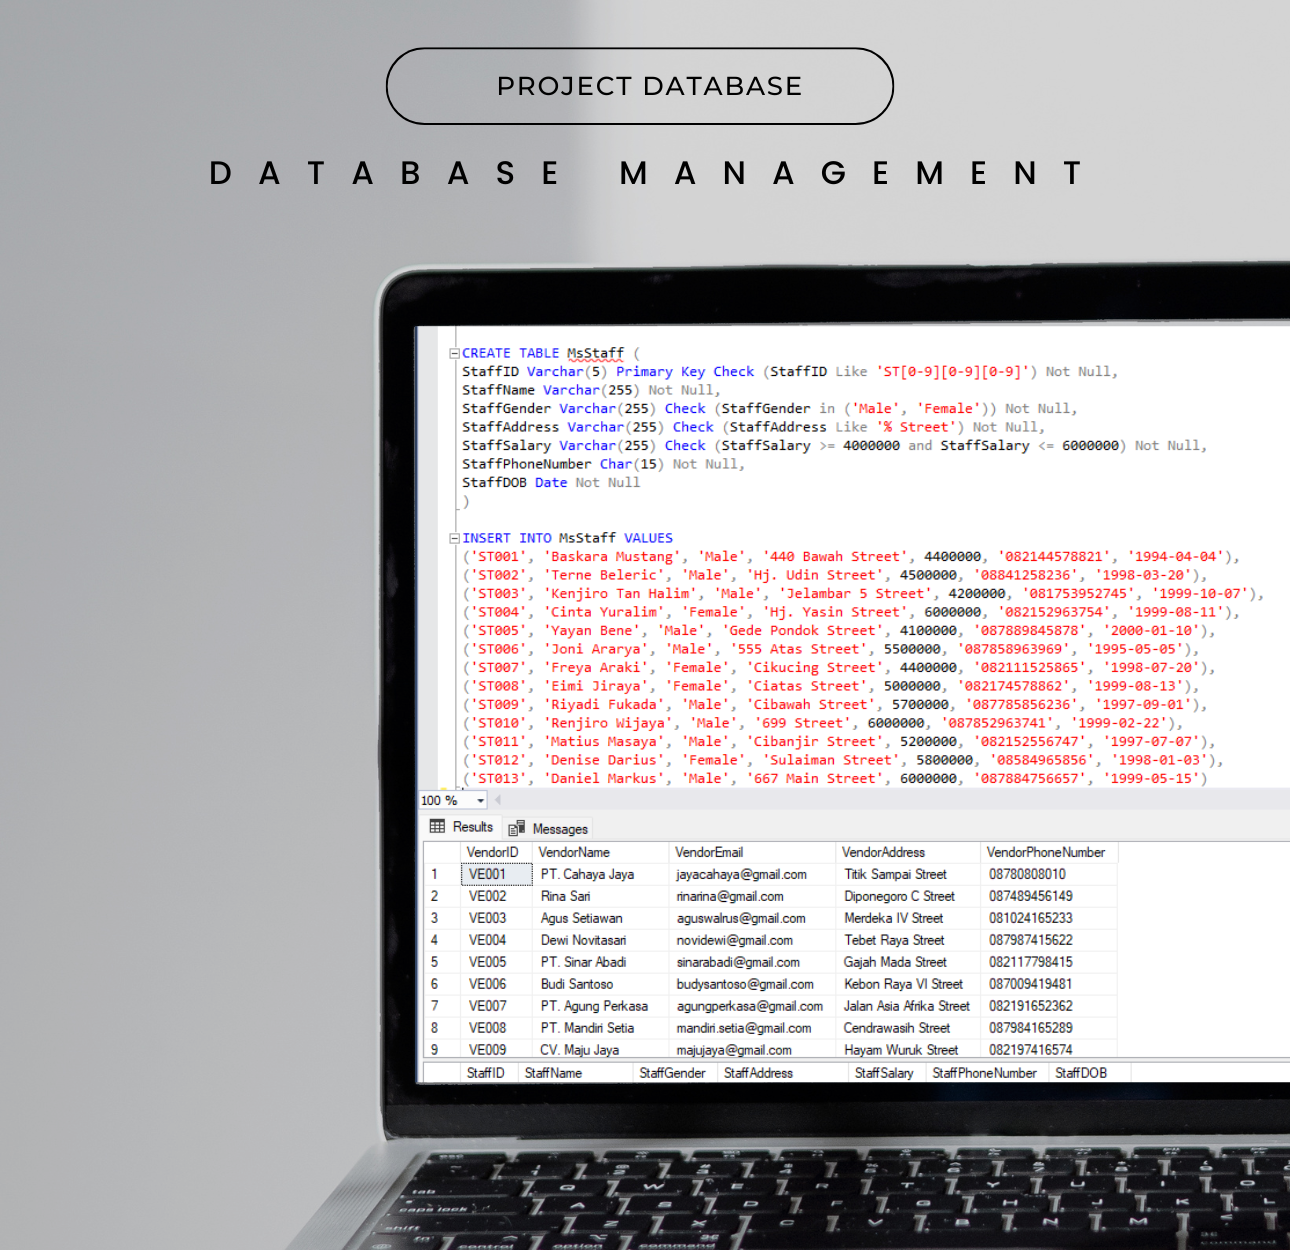 PROJECT DATABASE
DATABASE MANAGEMENT
CREATE TABLE MsStaff (
StaffID Varchar(5) Primary Key Check (StaffID Like 'ST[0-9][0-9][0-9]') Not Null,
StaffName Varchar(255) Not Null,
StaffGender Varchar(255) Check (StaffGender in ('Male', 'Female')) Not Null,
StaffAddress Varchar(255) Check (StaffAddress Like '% Street') Not Null,
StaffSalary Varchar(255) Check (StaffSalary >= 4000000 and StaffSalary <= 6000000) Not Null,
StaffPhoneNumber Char(15) Not Null,
StaffDOB Date Not Null
)
INSERT INTO MsStaff VALUES
('ST001', 'Baskara Mustang', 'Male', '440 Bawah Street', 4400000, '082144578821', '1994-04-04'),
('ST002', 'Terne Beleric', 'Male', 'Hj. Udin Street', 4500000, '08841258236', '1998-03-20'),
('ST003', 'Kenjiro Tan Halim', 'Male', 'Jelambar 5 Street', 4200000, '081753952745', '1999-10-07'),
('ST004', 'Cinta Yuralim', 'Female', 'Hj. Yasin Street', 6000000, '082152963754', '1999-08-11'),
('ST005', 'Yayan Bene', 'Male', 'Gede Pondok Street', 4100000, '087889845878', '2000-01-10'),
('ST006', 'Joni Ararya', 'Male', '555 Atas Street', 5500000, '087858963969', '1995-05-05'),
('ST007', 'Freya Araki', 'Female', 'Cikucing Street', 4400000, '082111525865', '1998-07-20'),
('ST008', 'Eimi Jiraya', 'Female', 'Ciatas Street', 5000000, '082174578862', '1999-08-13'),
('ST009', 'Riyadi Fukada', 'Male', 'Cibawah Street', 5700000, '087785856236', '1997-09-01'),
('ST010', 'Renjiro Wijaya', 'Male', '699 Street', 6000000, '087852963741', '1999-02-22'),
('ST011', 'Matius Masaya', 'Male', 'Cibanjir Street', 5200000, '082152556747', '1997-07-07'),
('ST012', 'Denise Darius', 'Female', 'Sulaiman Street', 5800000, '08584965856', '1998-01-03'),
('ST013', 'Daniel Markus', 'Male', '667 Main Street', 6000000, '087884756657', '1999-05-15')
100 %
Results Messages
VendorID VendorName VendorEmail VendorAddress VendorPhoneNumber
1 VE001 PT. Cahaya Jaya jayacahaya@gmail.com Titik Sampai Street 08780808010
2 VE002 Rina Sari rinarina@gmail.com Diponegoro C Street 087489456149
3 VE003 Agus Setiawan aguswalrus@gmail.com Merdeka IV Street 081024165233
4 VE004 Dewi Novitasari novidewi@gmail.com Tebet Raya Street 087987415622
5 VE005 PT. Sinar Abadi sinarabadi@gmail.com Gajah Mada Street 082117798415
6 VE006 Budi Santoso budysantoso@gmail.com Kebon Raya VI Street 087009419481
7 VE007 PT. Agung Perkasa agungperkasa@gmail.com Jalan Asia Afrika Street 082191652362
8 VE008 PT. Mandiri Setia mandiri.setia@gmail.com Cendrawasih Street 087984165289
9 VE009 CV. Maju Jaya majujaya@gmail.com Hayam Wuruk Street 082197416574
StaffID StaffName StaffGender StaffAddress StaffSalary StaffPhoneNumber StaffDOB
tab Q W E R T Y U I
caps lock A S D F G H J K L
shift Z X C V B N M
fn control option command command